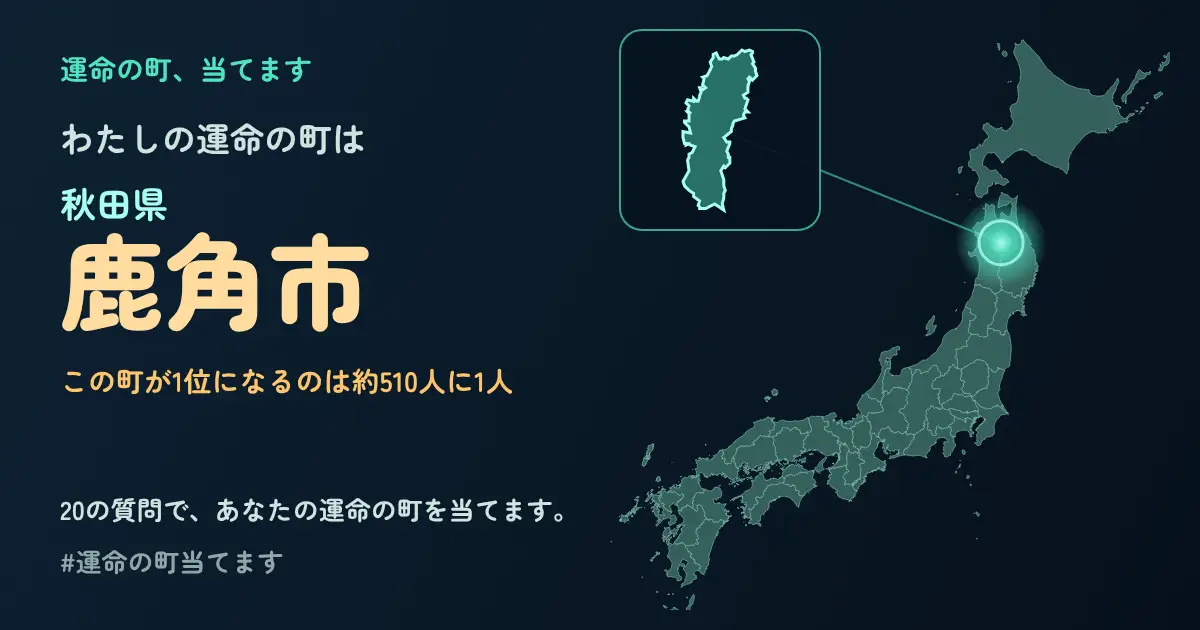 運命の町、当てます
わたしの運命の町は
秋田県
鹿角市
この町が1位になるのは約510人に1人
20の質問で、あなたの運命の町を当てます。
#運命の町当てます